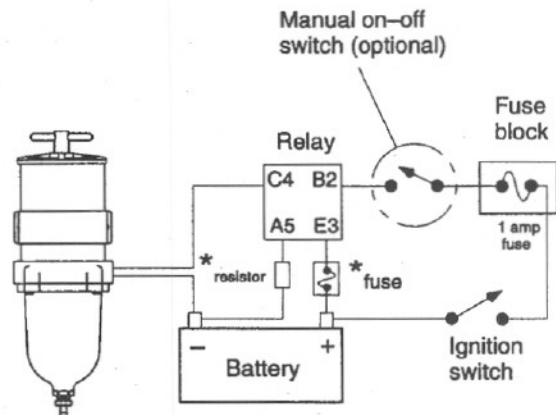 Manual on–off
switch (optional)
Fuse
block
Relay
C4 B2
A5 E3
1 amp
fuse
* resistor
* fuse
− +
Battery
Ignition
switch